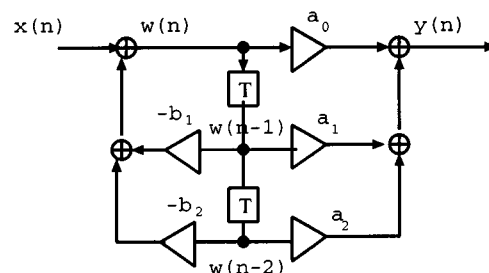 x(n) w(n) a₀ y(n)
T
-b₁ w(n-1) a₁
T
-b₂ a₂
w(n-2)